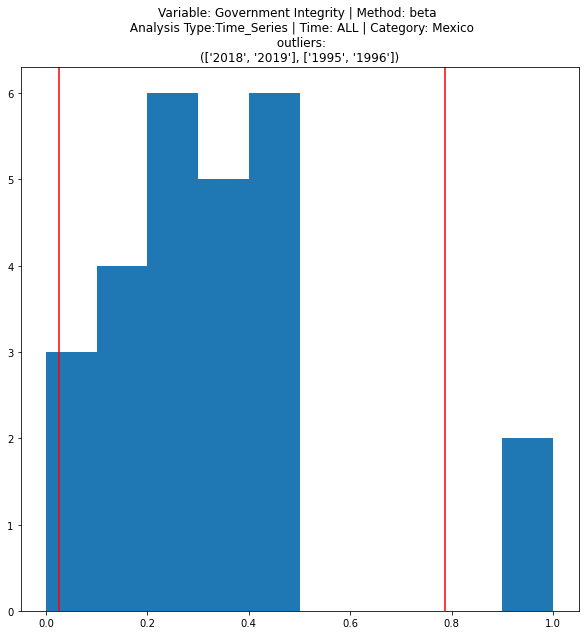 Variable: Government Integrity | Method: beta
Analysis Type:Time_Series | Time: ALL | Category: Mexico
outliers:
(['2018', '2019'], ['1995', '1996'])
6
5
4
3
2
1
0
0.0 0.2 0.4 0.6 0.8 1.0